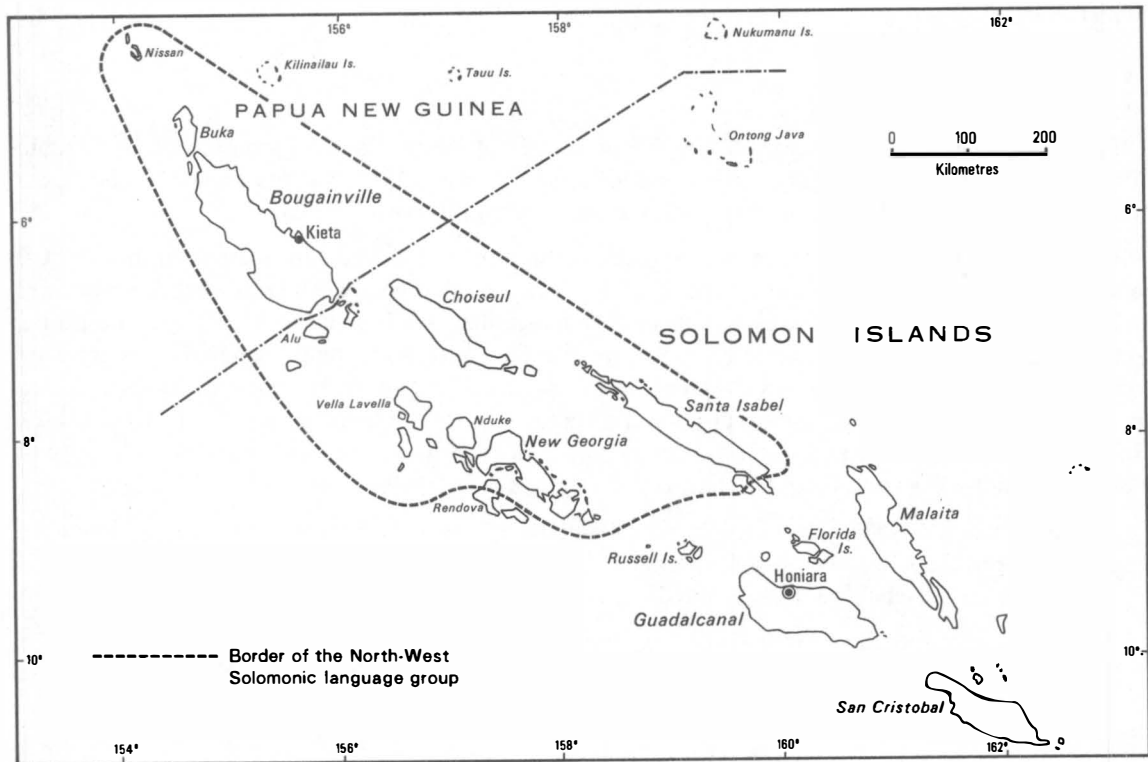 156°
158°
162°
Nukumanu Is.
Nissan
Kilinailau Is.
Tauu Is.
PAPUA NEW GUINEA
Buka
Ontong Java
0 100 200
Kilometres
Bougainville
6°
6°
Kieta
Choiseul
SOLOMON ISLANDS
Alu
Vella Lavella
Nduke
Santa Isabel
New Georgia
8°
8°
Rendova
Malaita
Florida
Is.
Russell Is.
Honiara
Guadalcanal
Border of the North-West
Solomonic language group
10°
10°
San Cristobal
154°
156°
158°
160°
162°